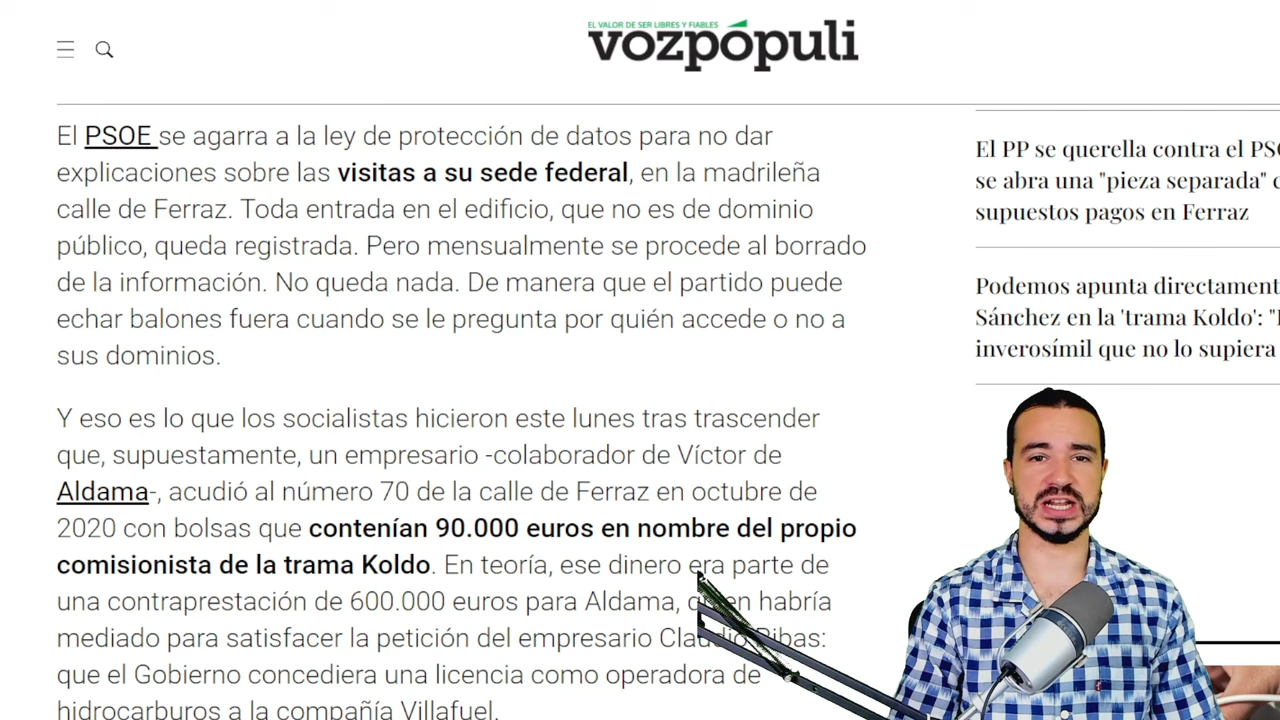 EL VALOR DE SER LIBRES Y FIABLES
vozpópuli
El PSOE se agarra a la ley de protección de datos para no dar
explicaciones sobre las visitas a su sede federal, en la madrileña
calle de Ferraz. Toda entrada en el edificio, que no es de dominio
público, queda registrada. Pero mensualmente se procede al borrado
de la información. No queda nada. De manera que el partido puede
echar balones fuera cuando se le pregunta por quién accede o no a
sus dominios.
Y eso es lo que los socialistas hicieron este lunes tras trascender
que, supuestamente, un empresario -colaborador de Víctor de
Aldama-, acudió al número 70 de la calle de Ferraz en octubre de
2020 con bolsas que contenían 90.000 euros en nombre del propio
comisionista de la trama Koldo. En teoría, ese dinero era parte de
una contraprestación de 600.000 euros para Aldama, quien habría
mediado para satisfacer la petición del empresario Claudio Ribas:
que el Gobierno concediera una licencia como operadora de
hidrocarburos a la compañía Villafuel.
El PP se querella contra el
se abra una "pieza separada"
supuestos pagos en Ferraz
Podemos apunta
Sánchez en la 'trama Koldo':
inverosímil que no lo supiera